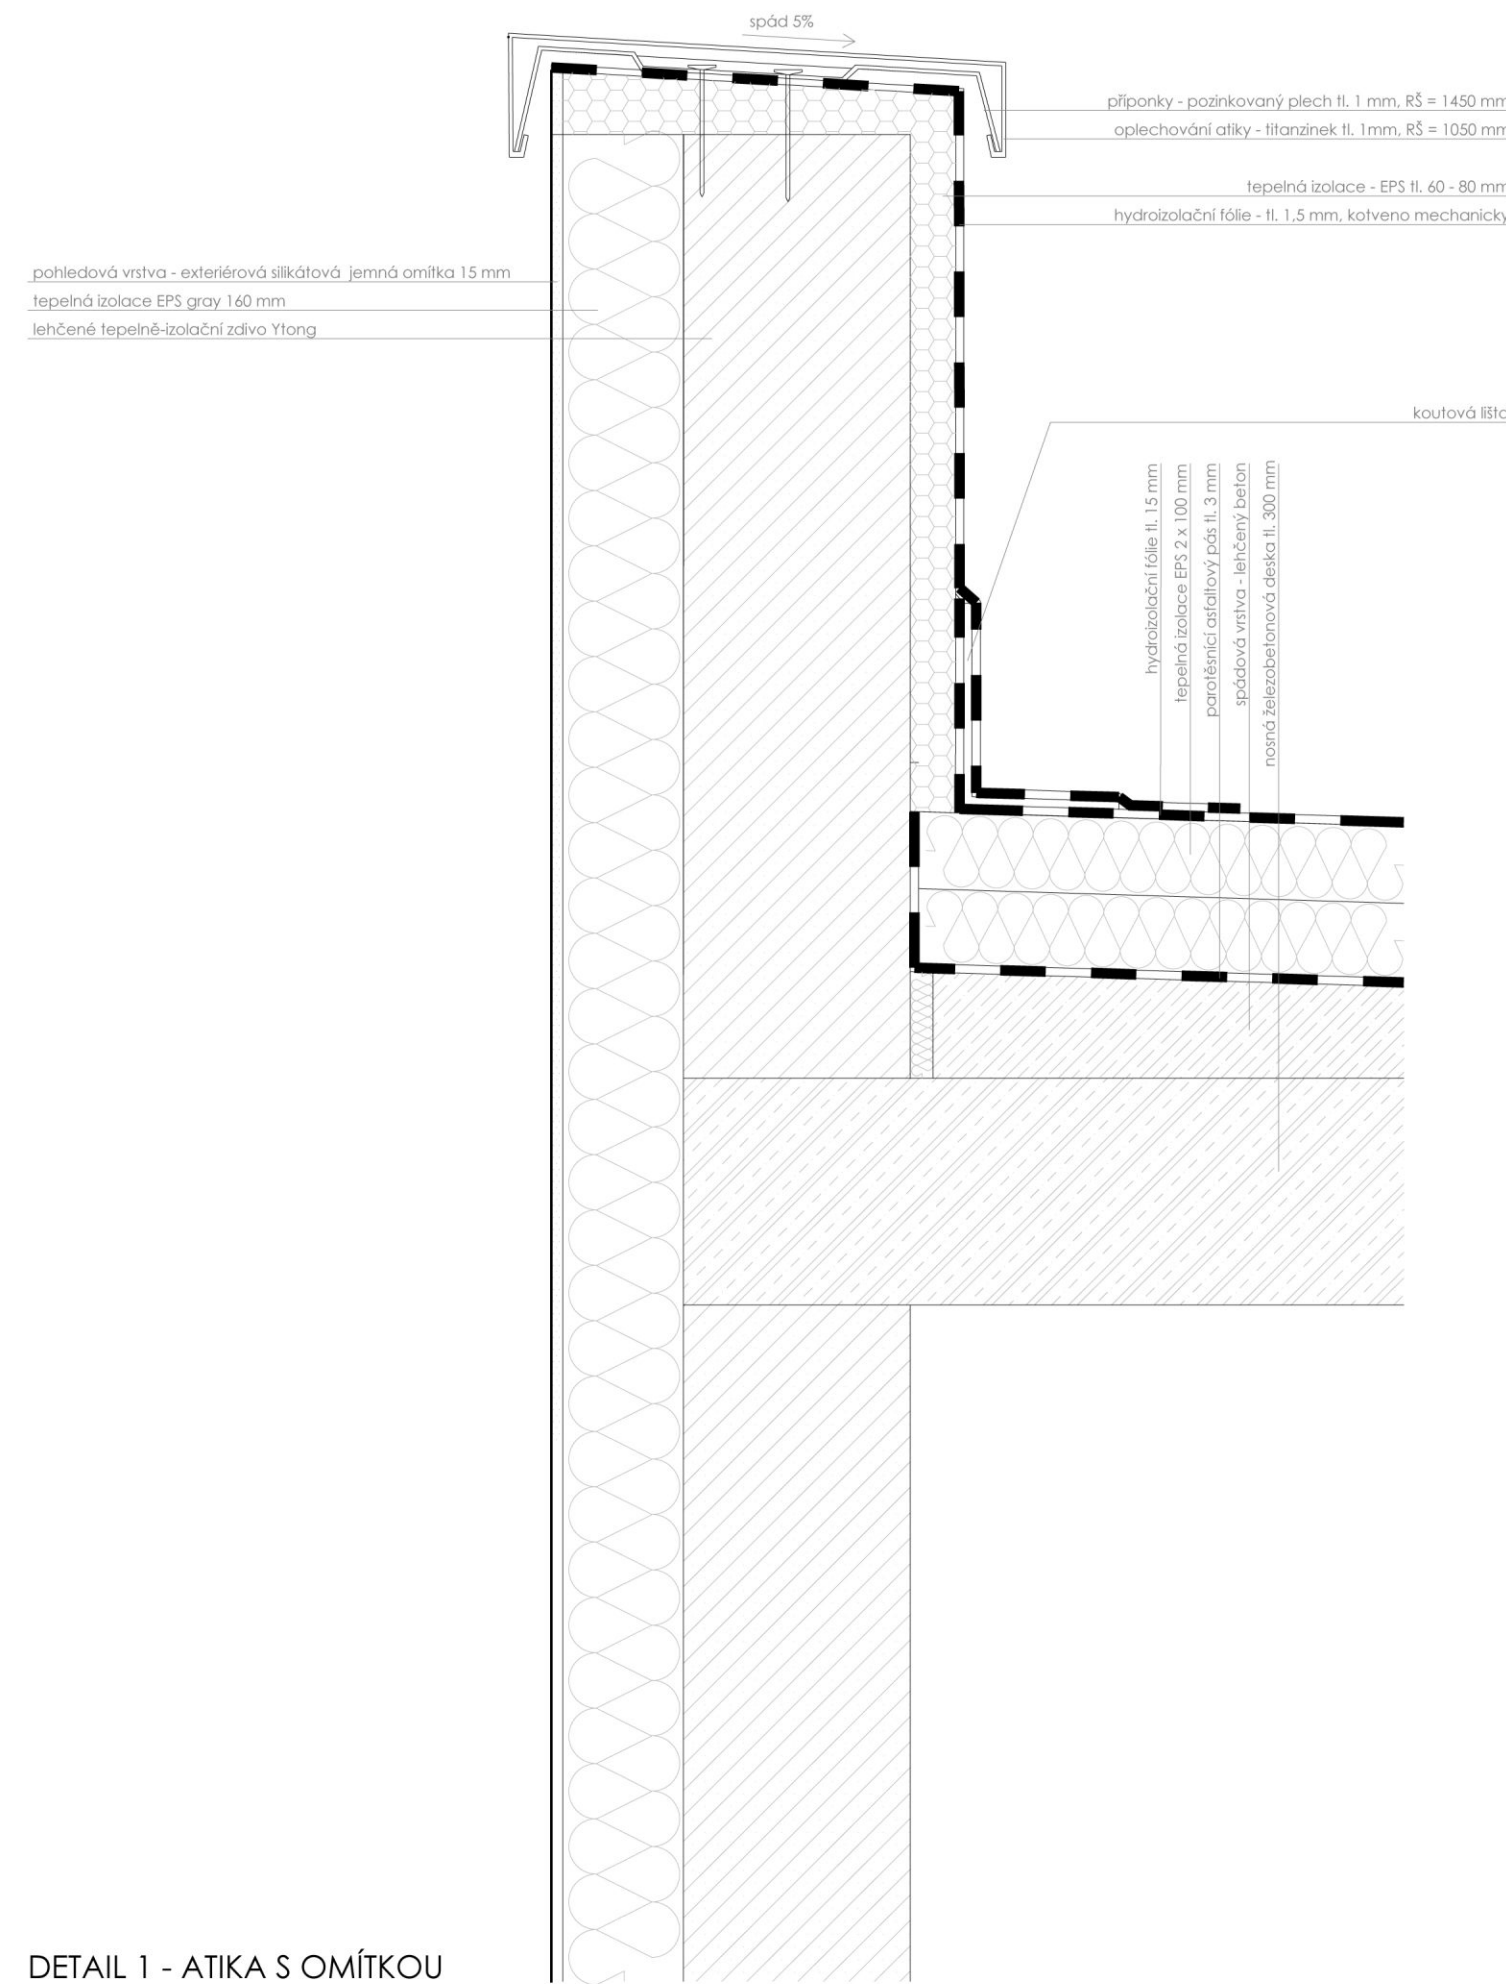 spád 5%
příponky - pozinkovaný plech tl. 1 mm, RŠ = 1450 mm
oplechování atiky - titanzinek tl. 1mm, RŠ = 1050 mm
tepelná izolace - EPS tl. 60 - 80 mm
hydroizolační fólie - tl. 1,5 mm, kotveno mechanicky
pohledová vrstva - exteriérová silikátová jemná omítka 15 mm
tepelná izolace EPS gray 160 mm
lehčené tepelně-izolační zdivo Ytong
koutová lišta
hydroizolační fólie tl. 15 mm
tepelná izolace EPS 2 x 100 mm
parotěsnící asfaltový pás tl. 3 mm
spádová vrstva - lehčený beton
nosná železobetonová deska tl. 300 mm
DETAIL 1 - ATIKA S OMÍTKOU